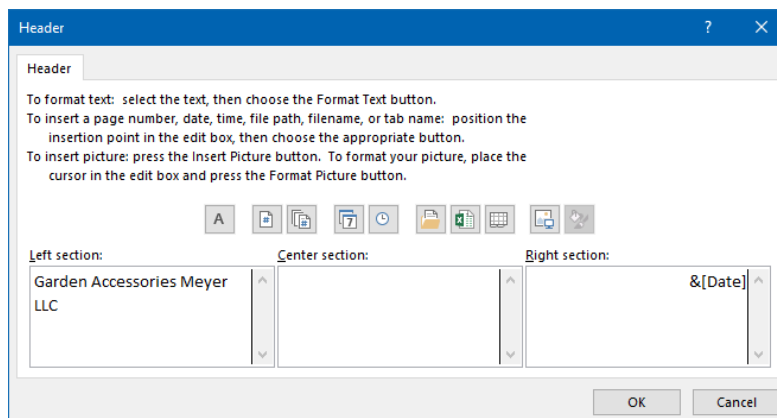 Header
?
Header
To format text: select the text, then choose the Format Text button.
To insert a page number, date, time, file path, filename, or tab name: position the
insertion point in the edit box, then choose the appropriate button.
To insert picture: press the Insert Picture button. To format your picture, place the
cursor in the edit box and press the Format Picture button.
A
7
Left section:
Center section:
Right section:
Garden Accessories Meyer
LLC
&[Date]
OK
Cancel